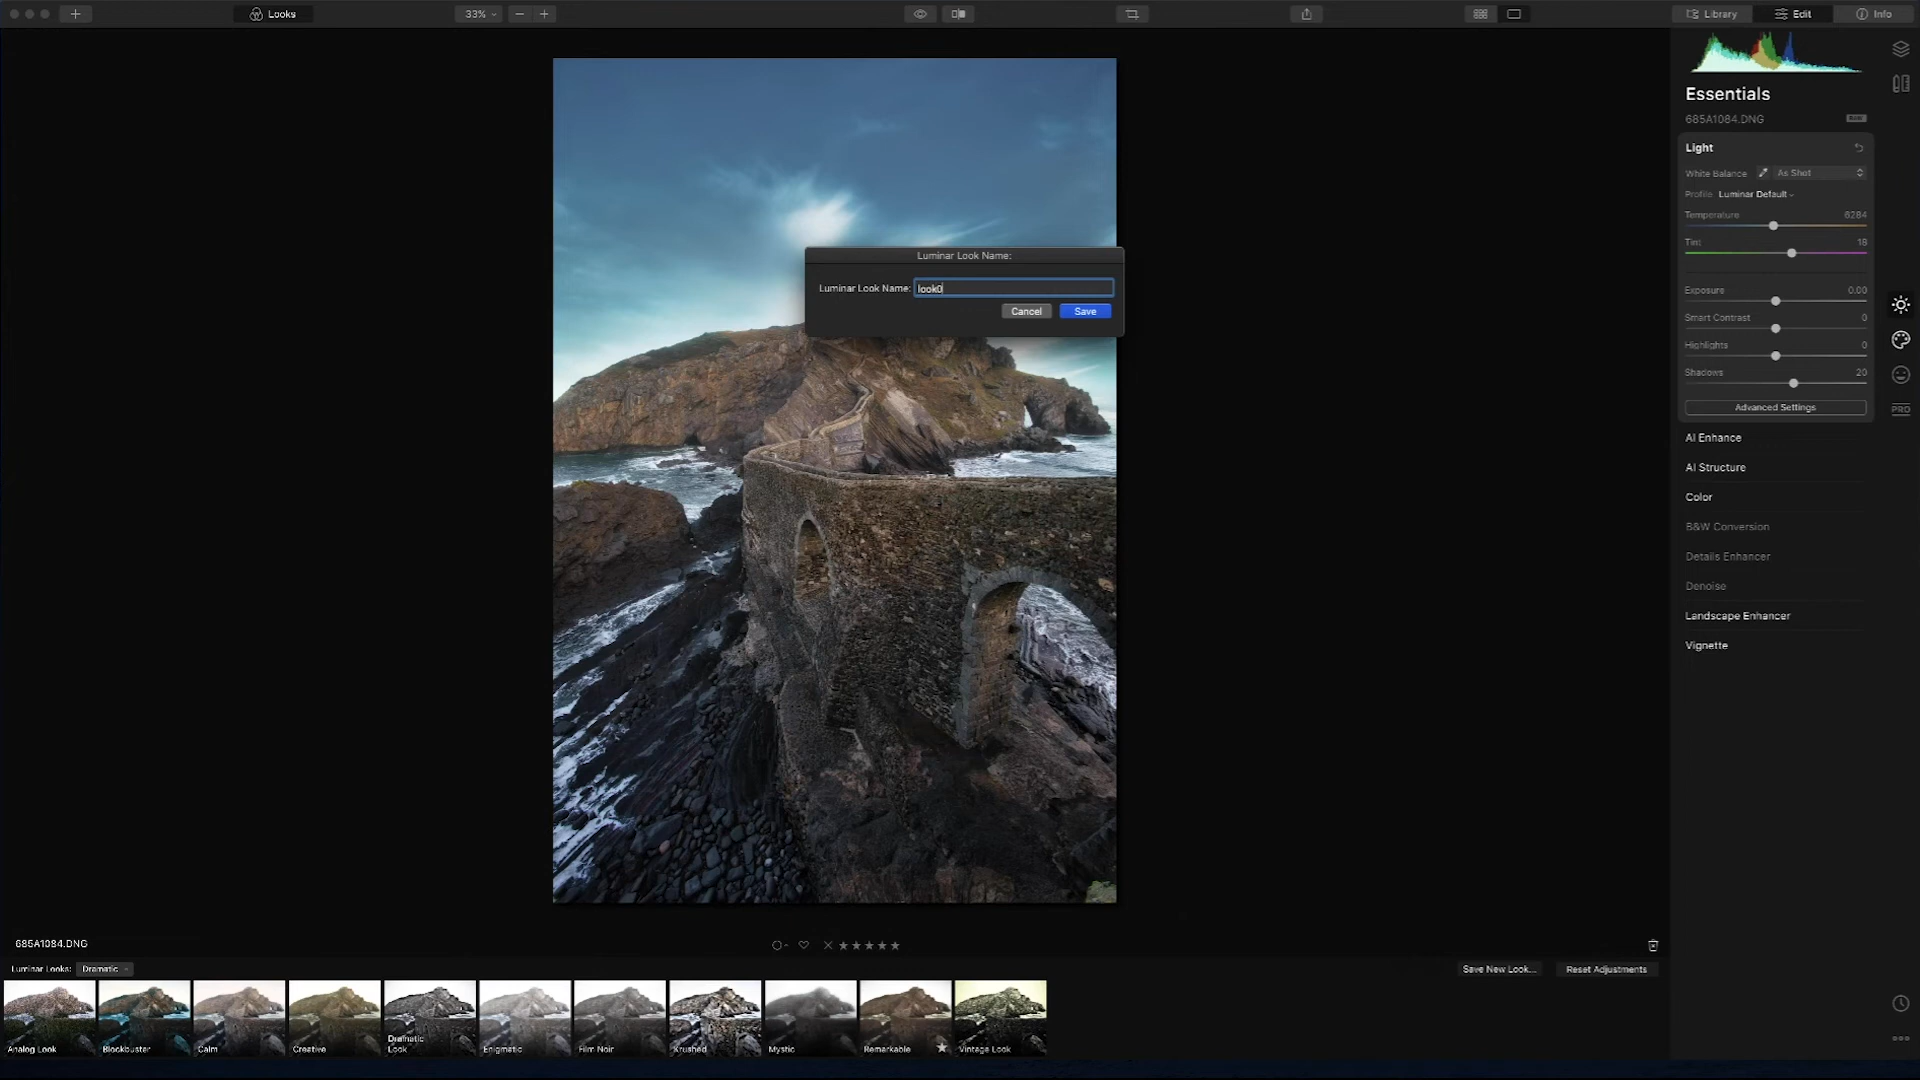 Looks
33%
Library
Edit
Info
Essentials
685A1084.DNG
RAW
Light
White Balance
As Shot
Profile Luminar Default
Temperature 6284
Tint 18
Exposure 0.00
Smart Contrast 0
Highlights 0
Shadows 20
Advanced Settings
PRO
AI Enhance
AI Structure
Color
B&W Conversion
Details Enhancer
Denoise
Landscape Enhancer
Vignette
Luminar Look Name:
Luminar Look Name: look0
Cancel
Save
685A1084.DNG
Luminar Looks: Dramatic
Save New Look...
Reset Adjustments
Analog Look
Blockbuster
Calm
Creative
Dramatic
Look
Enigmatic
Film Noir
Krushed
Mystic
Remarkable
Vintage Look